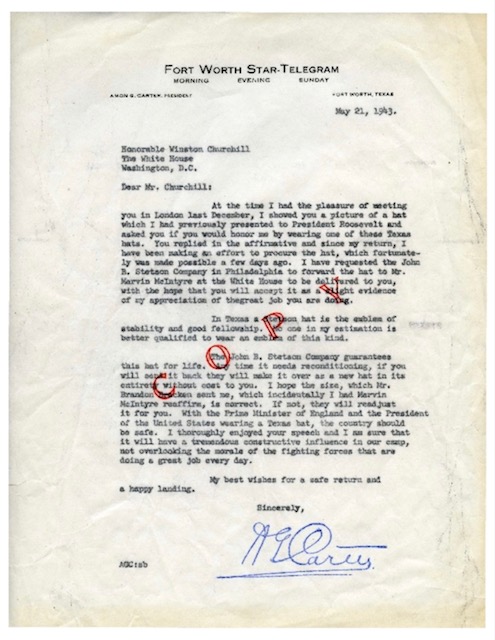 FORT WORTH STAR-TELEGRAM
MORNING EVENING SUNDAY
AMON G. CARTER, PRESIDENT FORT WORTH, TEXAS
May 21, 1943.
Honorable Winston Churchill
The White House
Washington, D.C.
Dear Mr. Churchill:
At the time I had the pleasure of meeting
you in London last December, I showed you a picture of a hat
which I had previously presented to President Roosevelt and
asked you if you would honor me by wearing one of these Texas
hats. You replied in the affirmative and since my return, I
have been making an effort to procure the hat, which fortunate-
ly was made possible a few days ago. I have requested the John
B. Stetson Company in Philadelphia to forward the hat to Mr.
Marvin McIntyre at the White House to be delivered to you,
with the hope that you will accept it as a slight evidence
of my appreciation of thegreat job you are doing.
In Texas a Stetson hat is the emblem of
stability and good fellowship. No one in my estimation is
better qualified to wear an emblem of this kind.
The John B. Stetson Company guarantees
this hat for life. Any time it needs reconditioning, if you
will send it back they will make it over as a new hat in its
entirety without cost to you. I hope the size, which Mr.
Brandon Bracken sent me, which incidentally I had Marvin
McIntyre reaffirm, is correct. If not, they will readjust
it for you. With the Prime Minister of England and the President
of the United States wearing a Texas hat, the country should
be safe. I thoroughly enjoyed your speech and I am sure that
it will have a tremendous constructive influence in our camp,
not overlooking the morale of the fighting forces that are
doing a great job every day.
My best wishes for a safe return and
a happy landing.
Sincerely,
AGCarter
AGC:sb
COPY